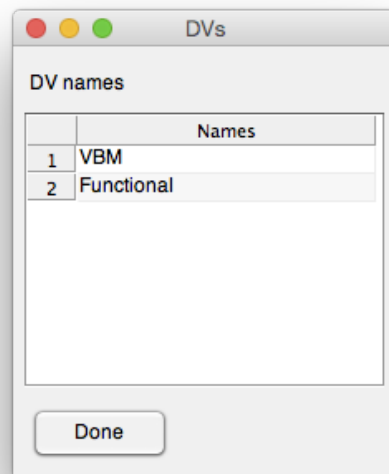 DVs
DV names
Names
1 VBM
2 Functional
Done